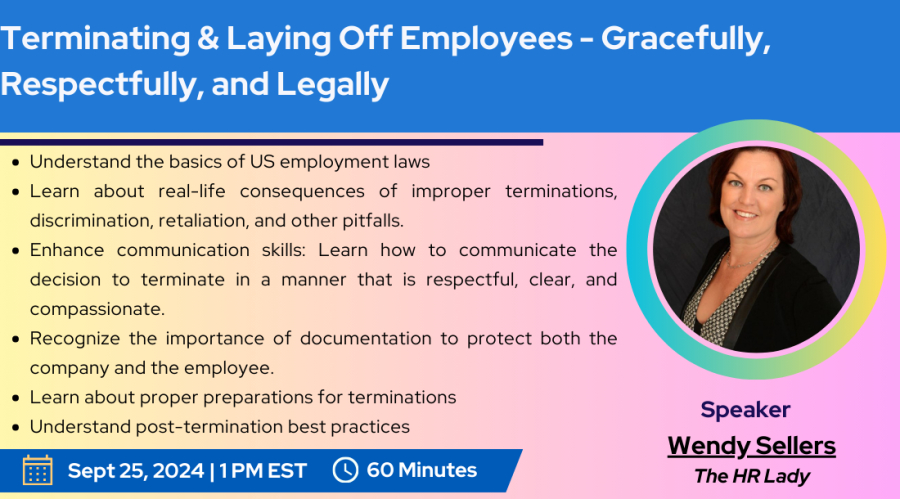 Terminating & Laying Off Employees - Gracefully,
Respectfully, and Legally
• Understand the basics of US employment laws
• Learn about real-life consequences of improper terminations,
discrimination, retaliation, and other pitfalls.
• Enhance communication skills: Learn how to communicate the
decision to terminate in a manner that is respectful, clear, and
compassionate.
• Recognize the importance of documentation to protect both the
company and the employee.
• Learn about proper preparations for terminations
• Understand post-termination best practices
Sept 25, 2024 | 1 PM EST 60 Minutes
Speaker
Wendy Sellers
The HR Lady